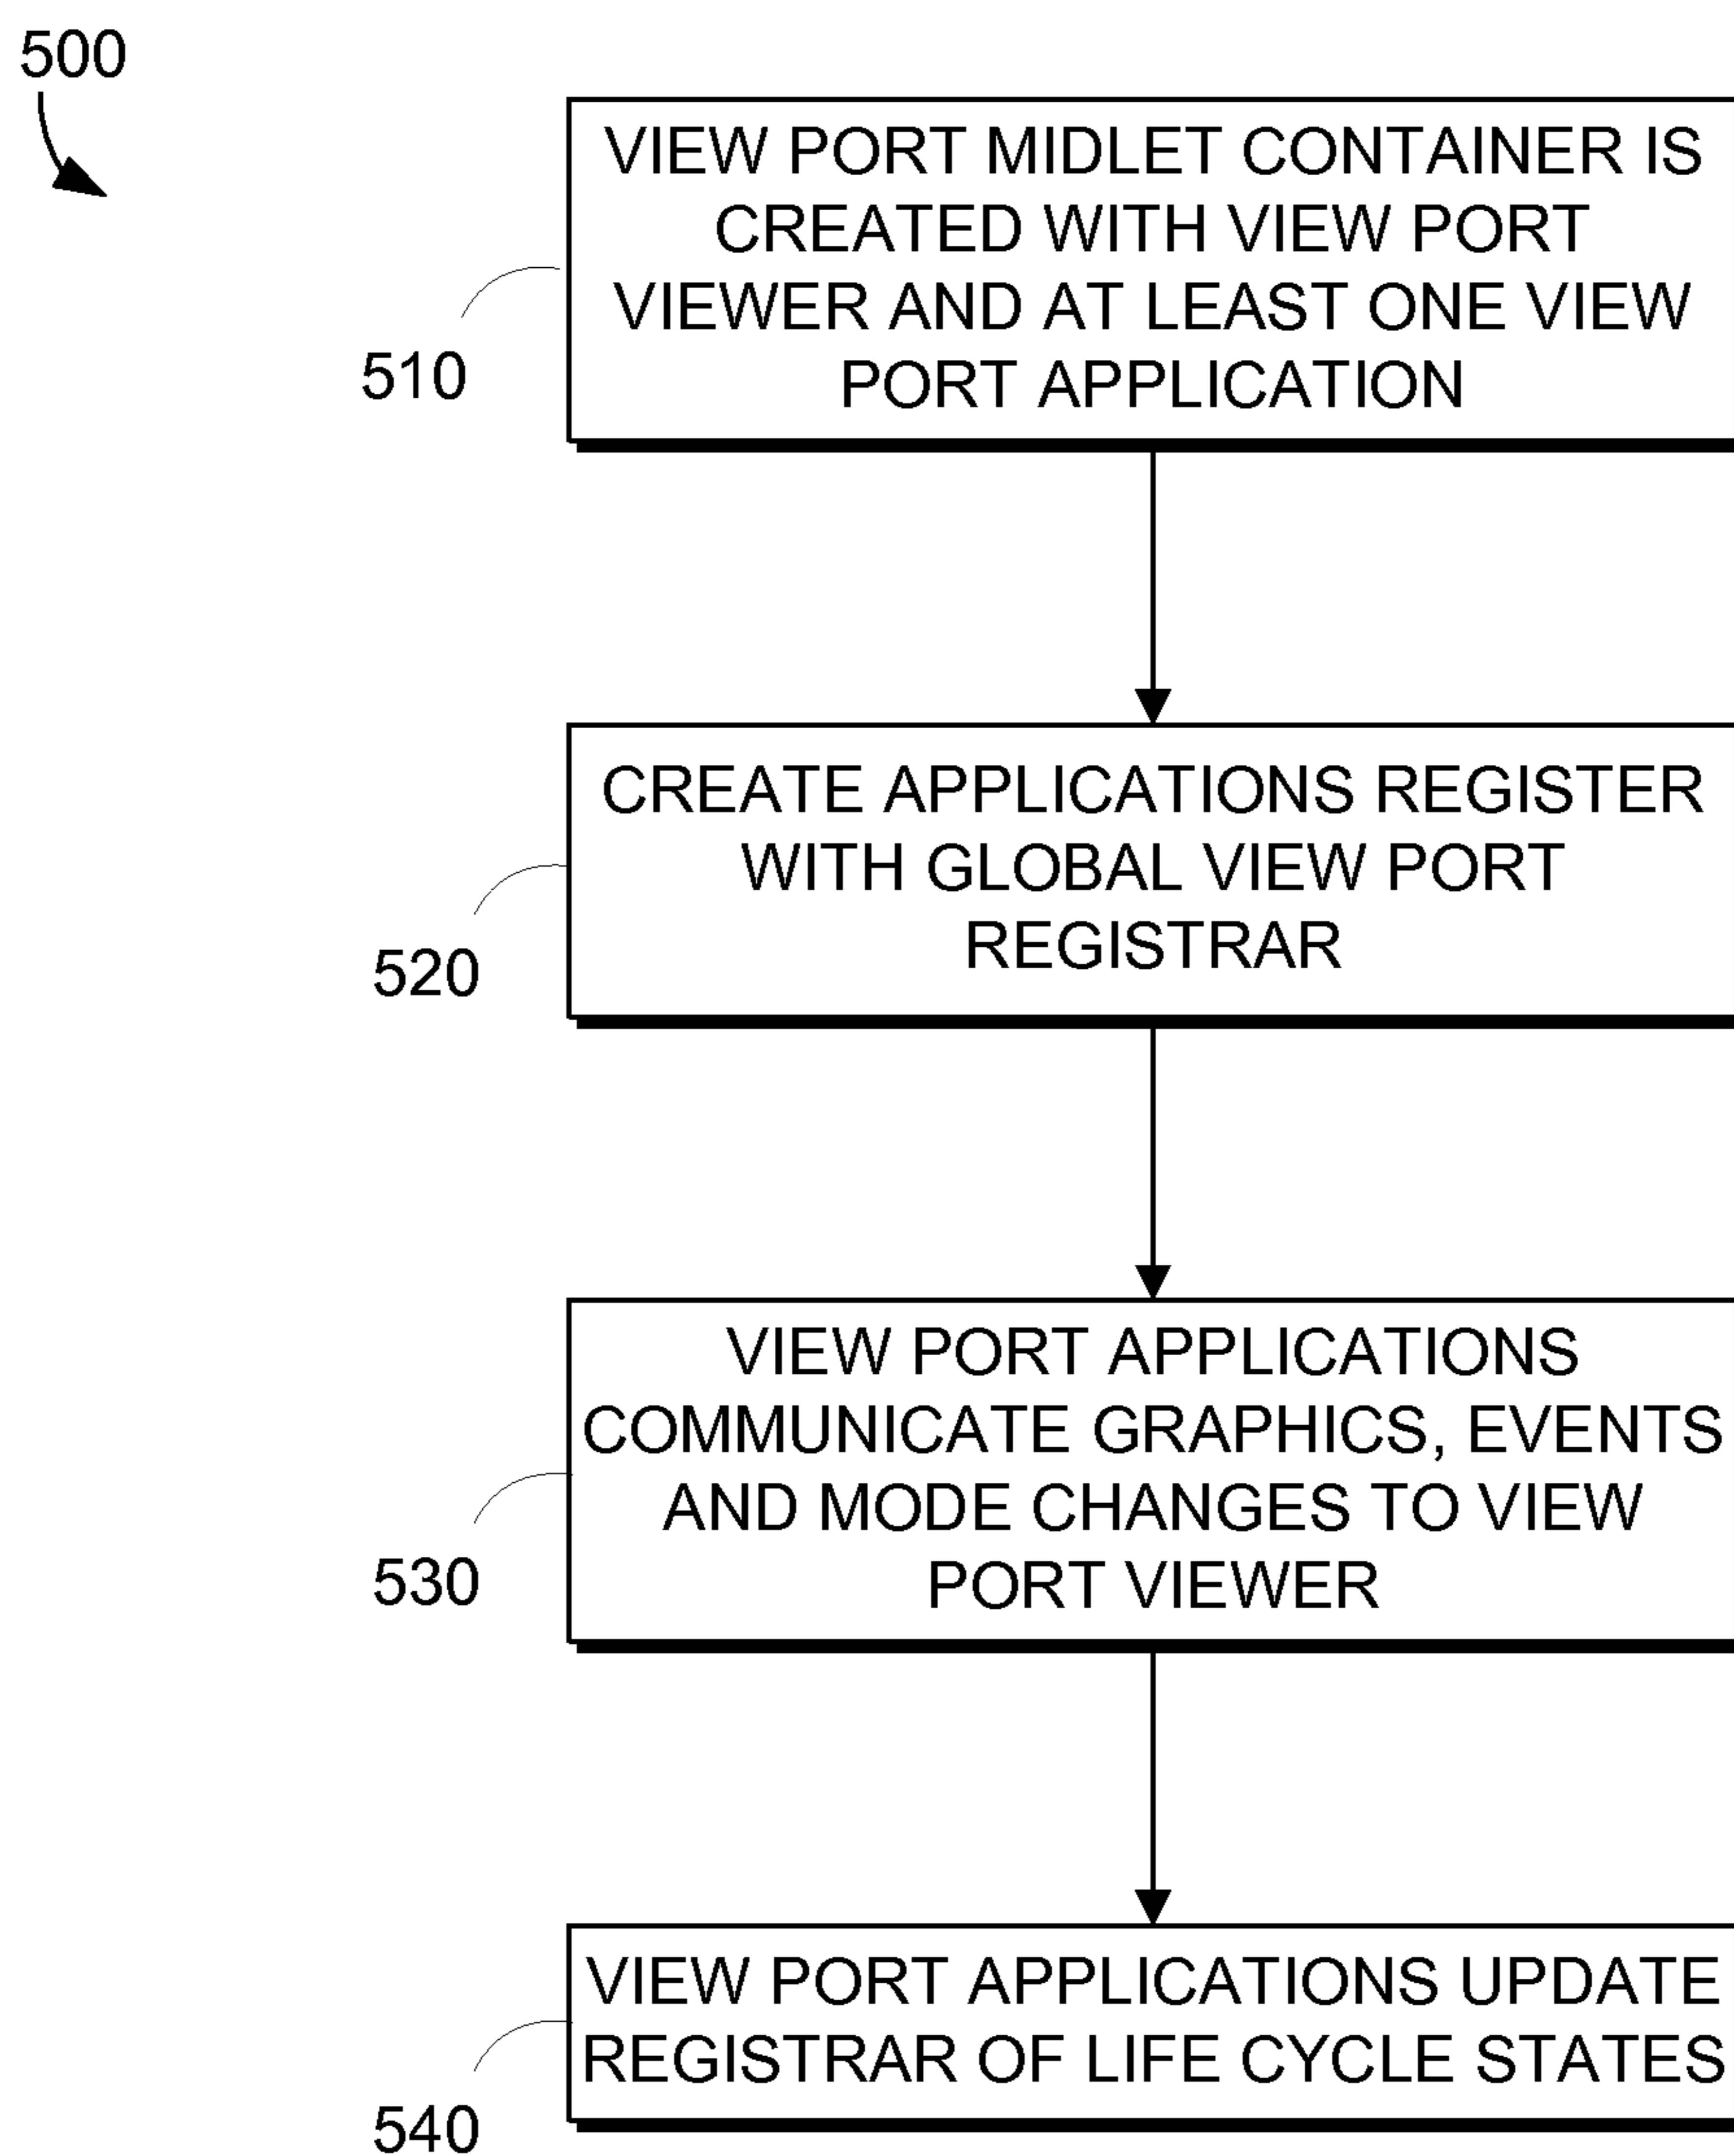 500
VIEW PORT MIDLET CONTAINER IS
CREATED WITH VIEW PORT
VIEWER AND AT LEAST ONE VIEW
PORT APPLICATION
510
CREATE APPLICATIONS REGISTER
WITH GLOBAL VIEW PORT
REGISTRAR
520
VIEW PORT APPLICATIONS
COMMUNICATE GRAPHICS, EVENTS
AND MODE CHANGES TO VIEW
PORT VIEWER
530
VIEW PORT APPLICATIONS UPDATE
REGISTRAR OF LIFE CYCLE STATES
540